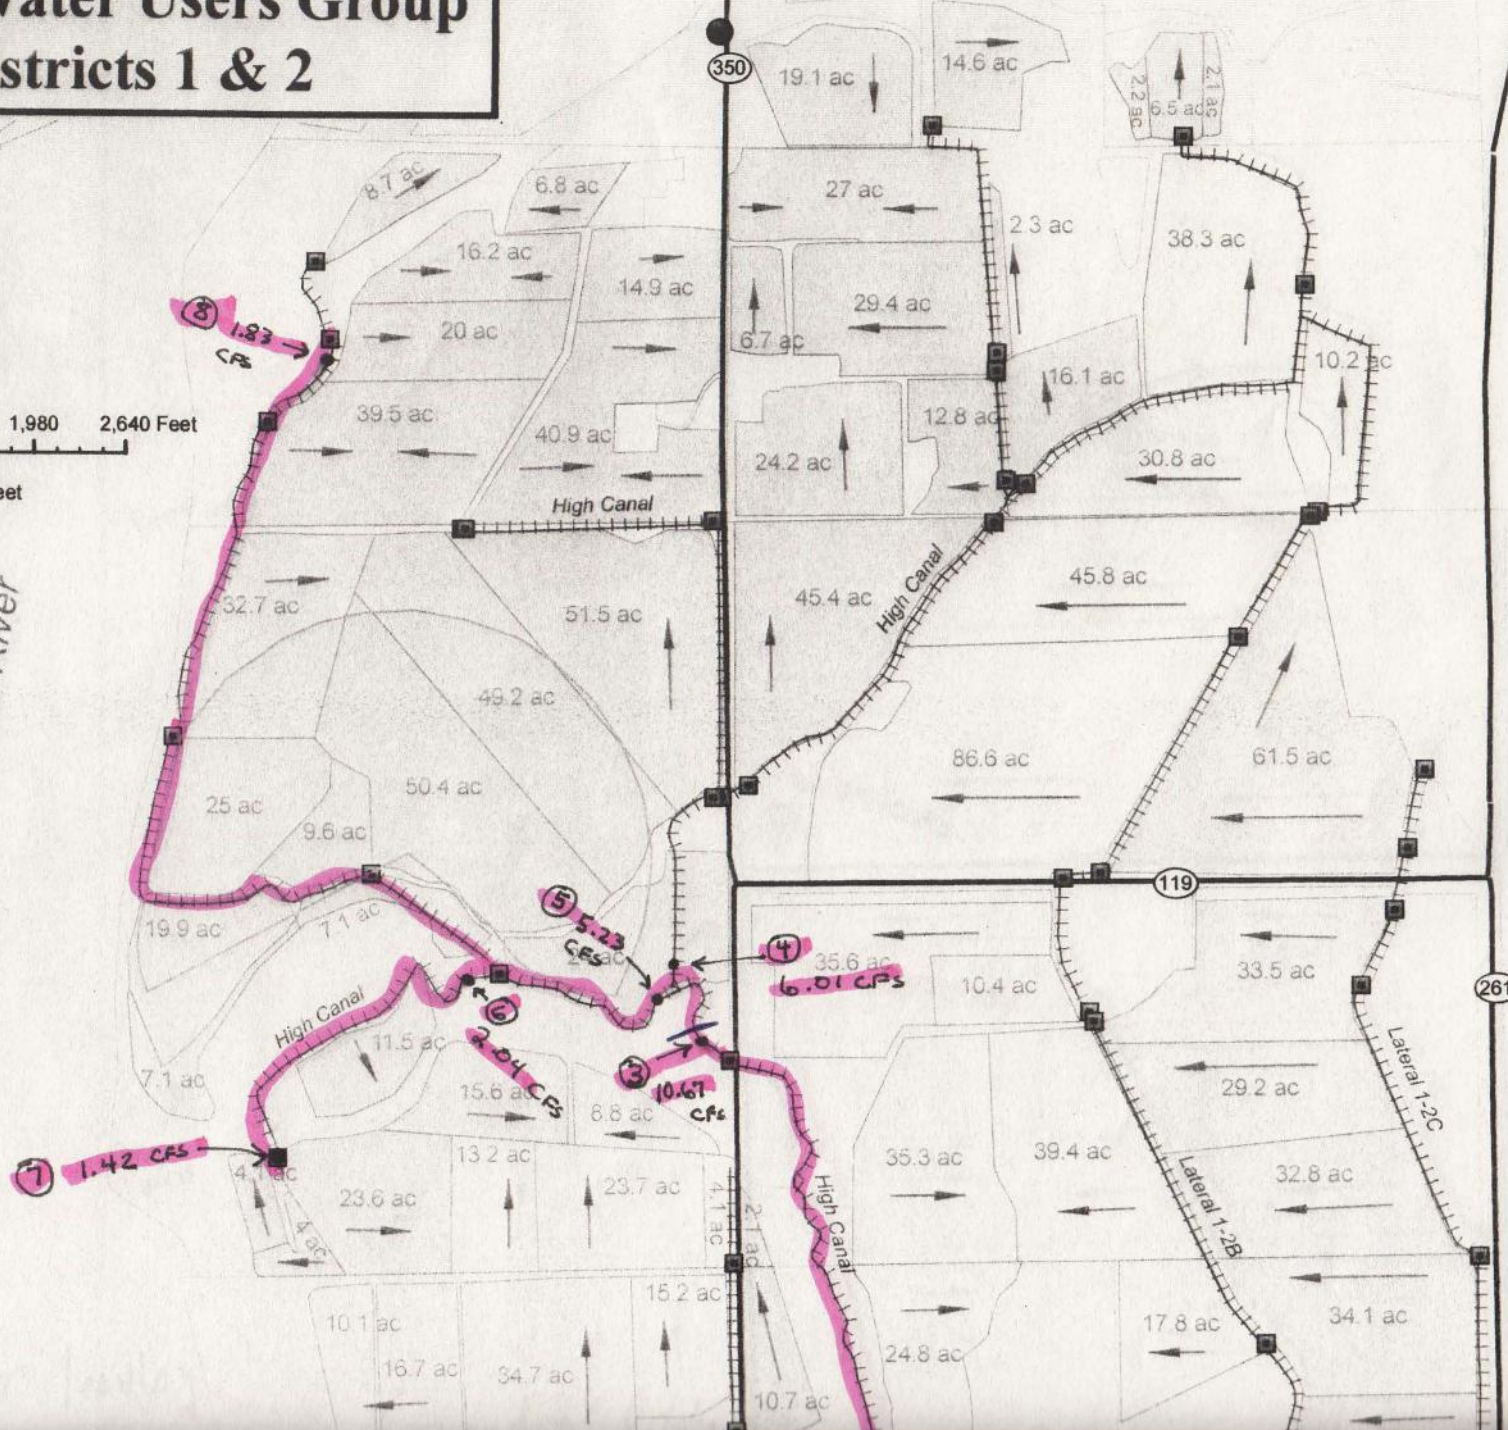 Water Users Group
stricts 1 & 2
350
19.1 ac
14.6 ac
2.2 ac
6.5 ac
2.1 ac
8.7 ac
6.8 ac
27 ac
2.3 ac
38.3 ac
16.2 ac
14.9 ac
29.4 ac
6.7 ac
20 ac
8
1.83
CFS
16.1 ac
10.2 ac
1,980 2,640 Feet
eet
39.5 ac
40.9 ac
12.8 ac
24.2 ac
30.8 ac
High Canal
High Canal
45.8 ac
45.4 ac
32.7 ac
51.5 ac
River
49.2 ac
86.6 ac
61.5 ac
50.4 ac
25 ac
9.6 ac
119
19.9 ac
7.1 ac
5
5.23
CFS
4
6.01 CFS
35.6 ac
10.4 ac
33.5 ac
261
High Canal
6
2.04 CFS
11.5 ac
7.1 ac
15.6 ac
8.8 ac
3
10.67
CFS
29.2 ac
Lateral 1-2C
7
1.42 CFS
13.2 ac
23.6 ac
23.7 ac
4 ac
4.1 ac
2.1 ac
High Canal
35.3 ac
39.4 ac
Lateral 1-2B
32.8 ac
15.2 ac
10.1 ac
16.7 ac
34.7 ac
10.7 ac
24.8 ac
17.8 ac
34.1 ac